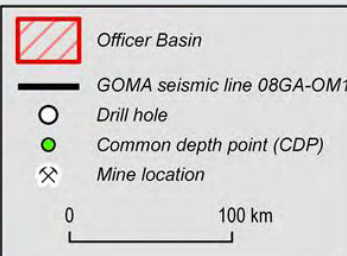 Officer Basin
GOMA seismic line 08GA-OM1
Drill hole
Common depth point (CDP)
Mine location
0 100 km